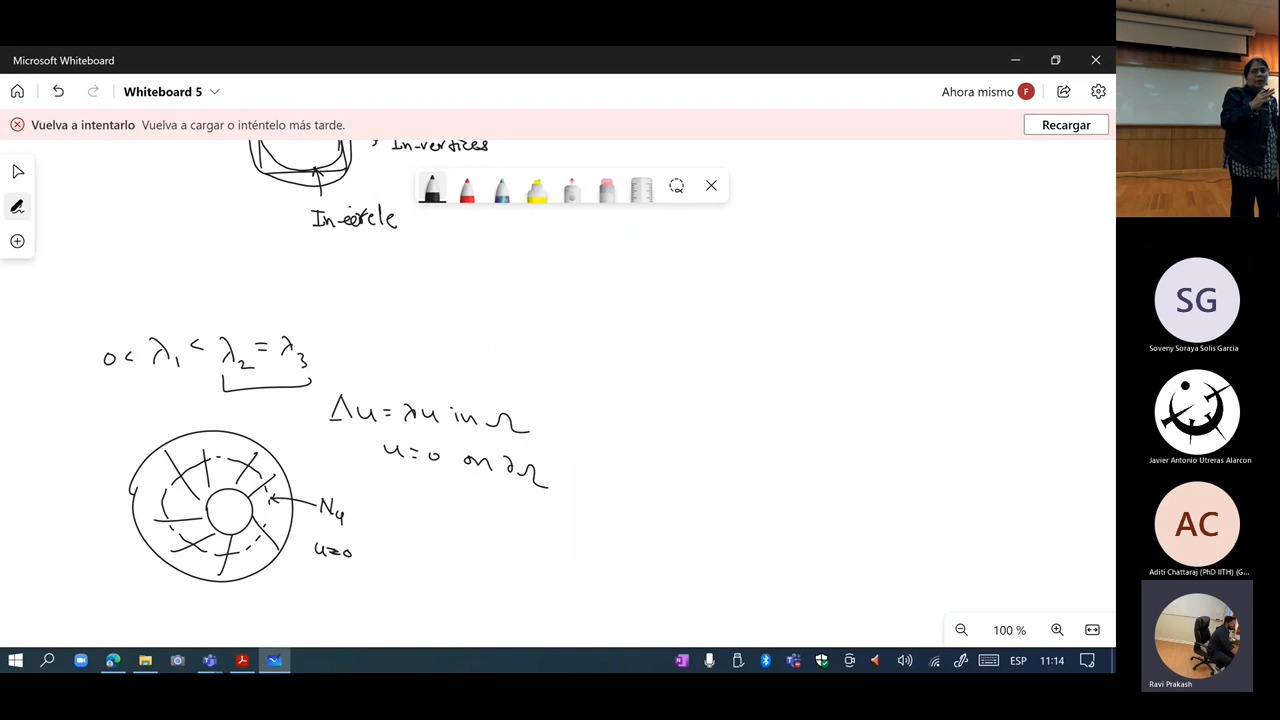 Microsoft Whiteboard
Whiteboard 5
Ahora mismo F
Vuelva a intentarlo Vuelva a cargar o inténtelo más tarde.
Recargar
In-vertices
In-circle
0 < λ₁ < λ₂ = λ₃
Δu = λu in Ω
u = 0 on ∂Ω
N₄
u=0
100 %
ESP
11:14
SG
Soveny Soraya Solis Garcia
Javier Antonio Utreras Alarcon
AC
Aditi Chattaraj (PhD IITH) (G...
Ravi Prakash